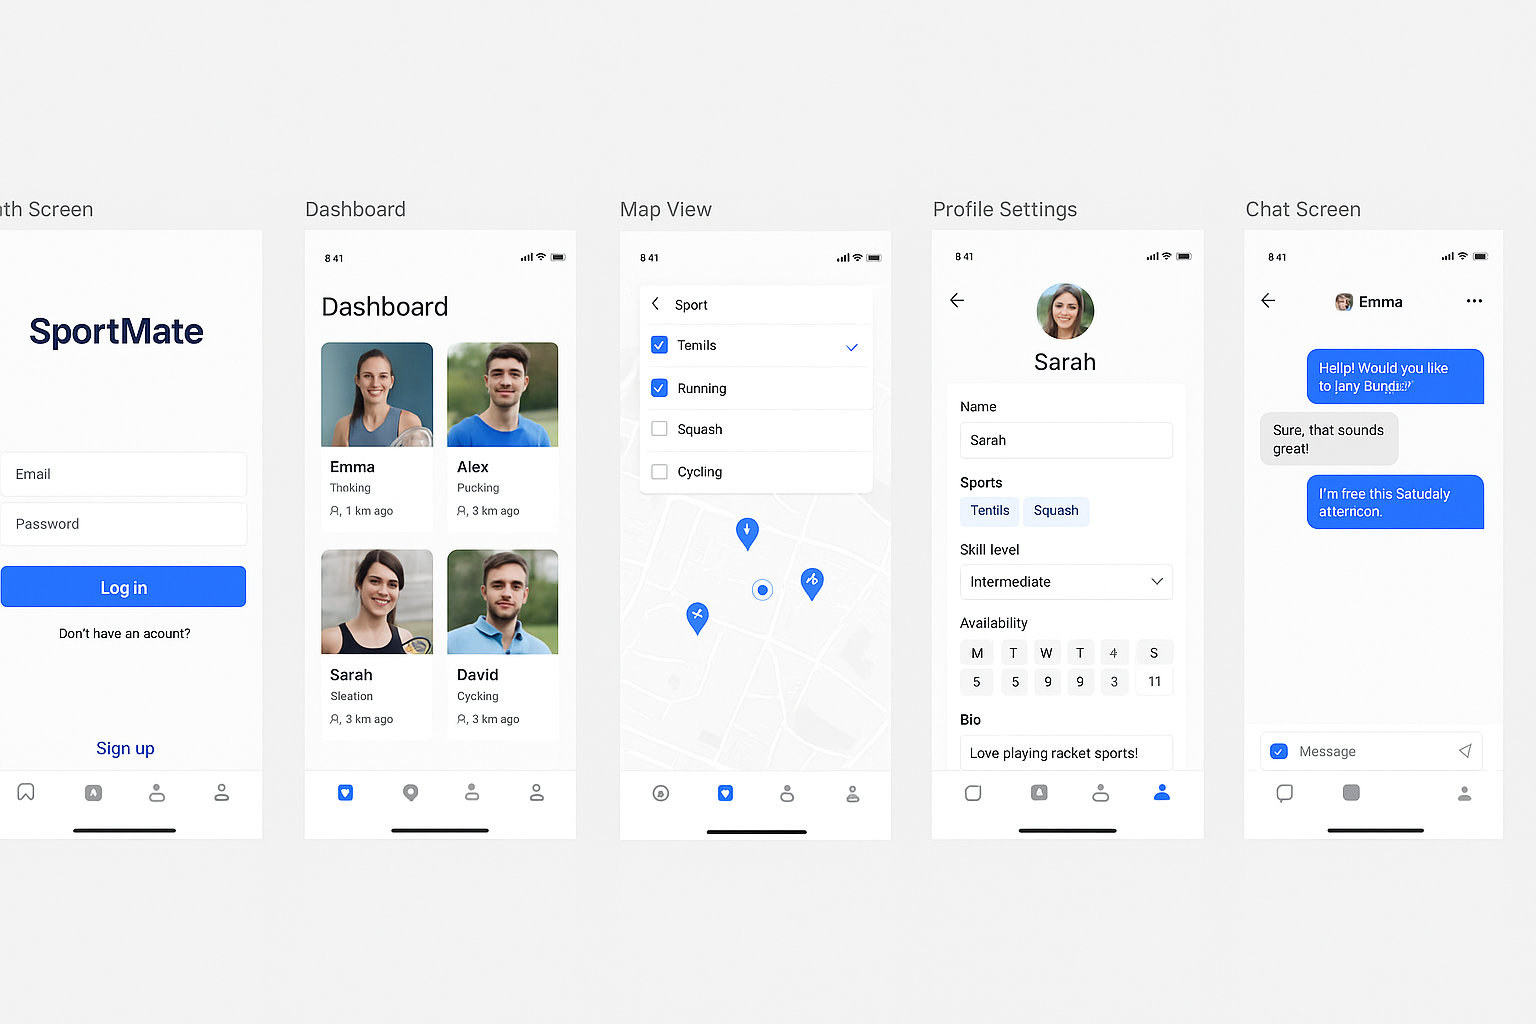 th Screen
SportMate
Email
Password
Log in
Don't have an acount?
Sign up
Dashboard
8 41
Dashboard
Emma
Thoking
1 km ago
Alex
Pucking
3 km ago
Sarah
Sleation
3 km ago
David
Cycking
3 km ago
Map View
8 41
Sport
Temils
Running
Squash
Cycling
Profile Settings
8 41
Sarah
Name
Sarah
Sports
Tentils Squash
Skill level
Intermediate
Availability
M T W T 4 S
5 5 9 9 3 11
Bio
Love playing racket sports!
Chat Screen
8 41
Emma
Hellp! Would you like
to
Sure, that sounds
great!
I'm free this Satudaly
atterricon.
Message